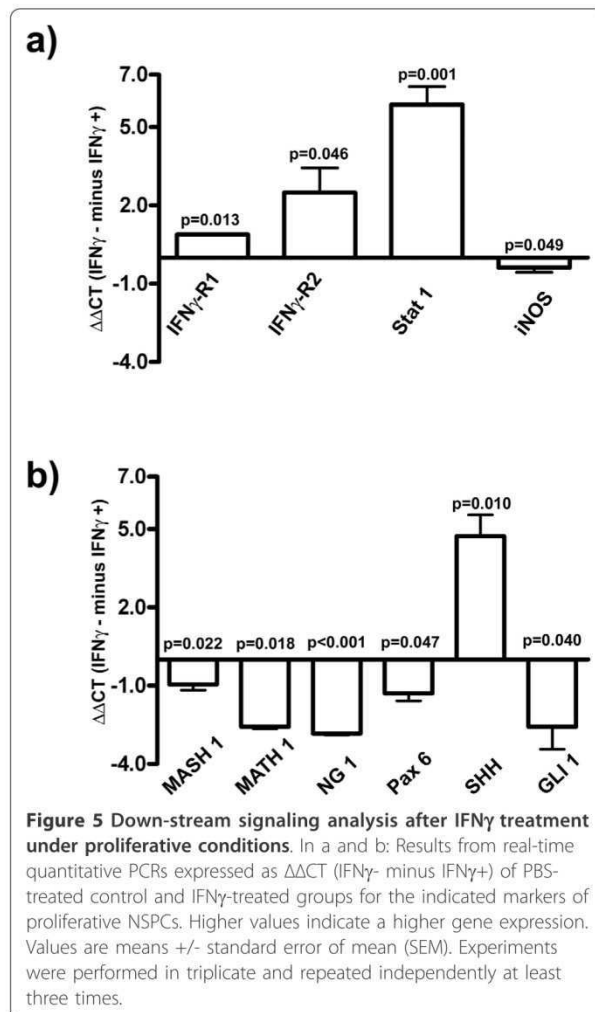 a)
ΔΔCT (IFNγ - minus IFNγ +)
7.0
5.0
2.0
-1.0
-4.0
p=0.013
p=0.046
p=0.001
p=0.049
IFNγ-R1
IFNγ-R2
Stat 1
iNOS
b)
ΔΔCT (IFNγ - minus IFNγ +)
7.0
5.0
2.0
-1.0
-4.0
p=0.022
p=0.018
p<0.001
p=0.047
p=0.010
p=0.040
MASH 1
MATH 1
NG 1
Pax 6
SHH
GLI 1
Figure 5 Down-stream signaling analysis after IFNγ treatment
under proliferative conditions. In a and b: Results from real-time
quantitative PCRs expressed as ΔΔCT (IFNγ- minus IFNγ+) of PBS-
treated control and IFNγ-treated groups for the indicated markers of
proliferative NSPCs. Higher values indicate a higher gene expression.
Values are means +/- standard error of mean (SEM). Experiments
were performed in triplicate and repeated independently at least
three times.